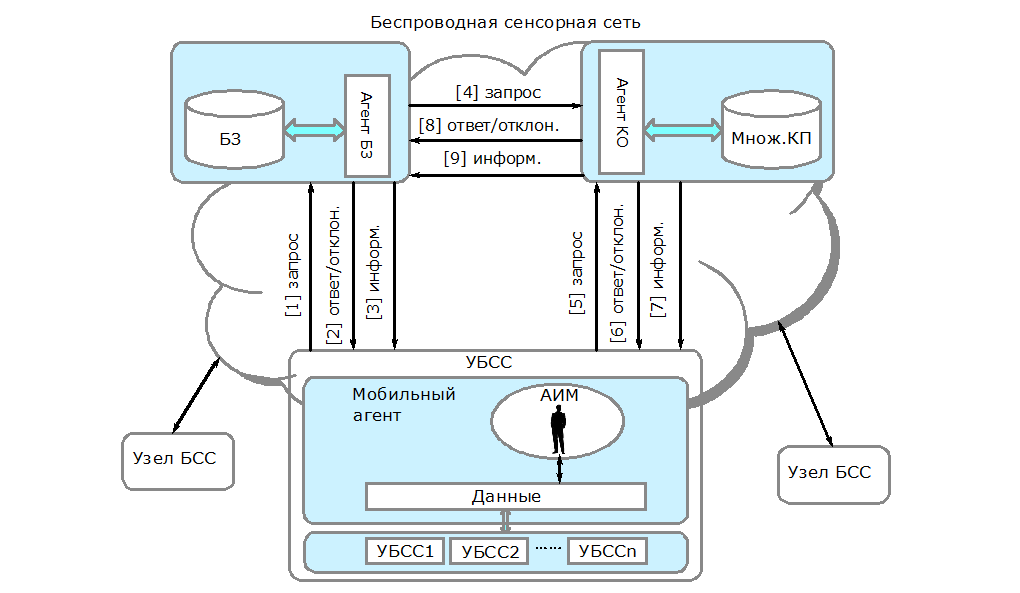 Беспроводная сенсорная сеть
БЗ
Агент БЗ
[4] запрос
[8] ответ/отклон.
[9] информ.
Агент КО
Множ.КП
[1] запрос
[2] ответ/отклон.
[3] информ.
[5] запрос
[6] ответ/отклон.
[7] информ.
УБСС
Мобильный
агент
АИМ
Данные
УБСС1
УБСС2
......
УБССn
Узел БСС
Узел БСС